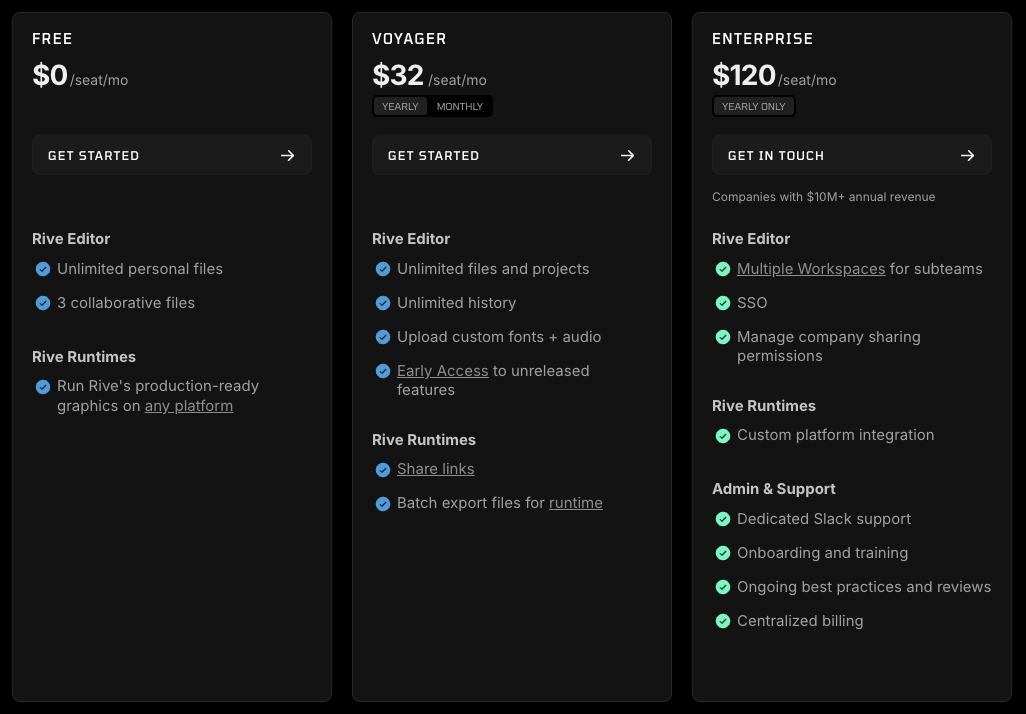 FREE
$0/seat/mo
GET STARTED
Rive Editor
Unlimited personal files
3 collaborative files
Rive Runtimes
Run Rive's production-ready
graphics on any platform
VOYAGER
$32/seat/mo
YEARLY MONTHLY
GET STARTED
Rive Editor
Unlimited files and projects
Unlimited history
Upload custom fonts + audio
Early Access to unreleased
features
Rive Runtimes
Share links
Batch export files for runtime
ENTERPRISE
$120/seat/mo
YEARLY ONLY
GET IN TOUCH
Companies with $10M+ annual revenue
Rive Editor
Multiple Workspaces for subteams
SSO
Manage company sharing
permissions
Rive Runtimes
Custom platform integration
Admin & Support
Dedicated Slack support
Onboarding and training
Ongoing best practices and reviews
Centralized billing